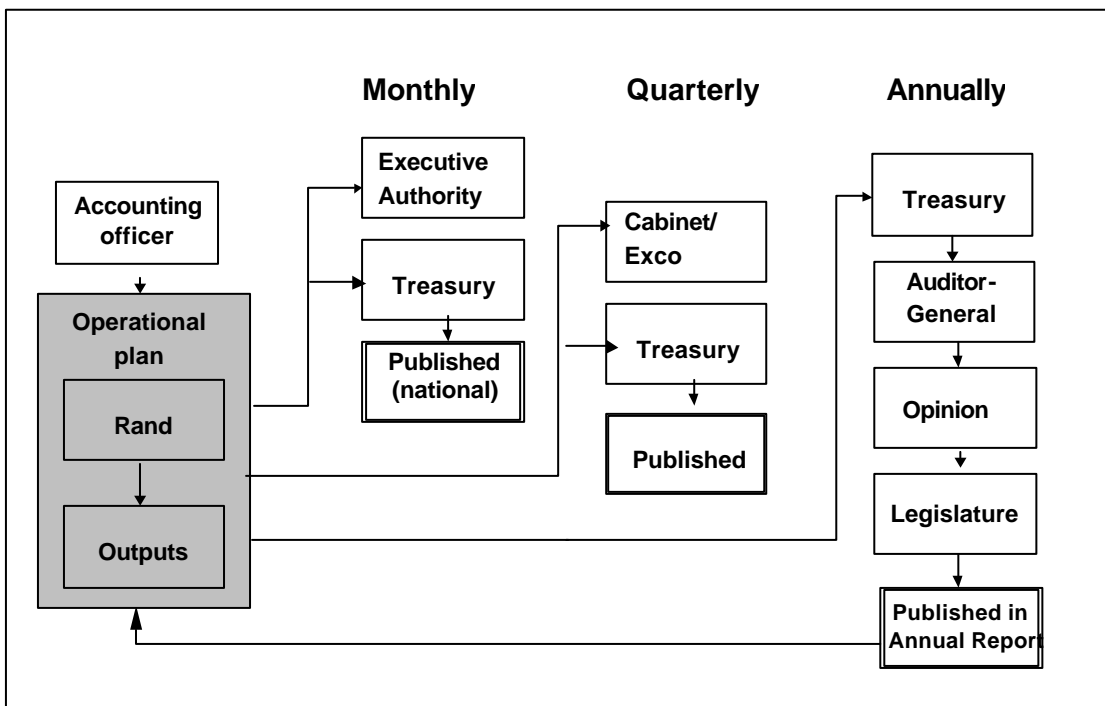 Monthly
Quarterly
Annually
Accounting
officer
Operational
plan
Rand
Outputs
Executive
Authority
Treasury
Published
(national)
Cabinet/
Exco
Treasury
Published
Treasury
Auditor-
General
Opinion
Legislature
Published in
Annual Report